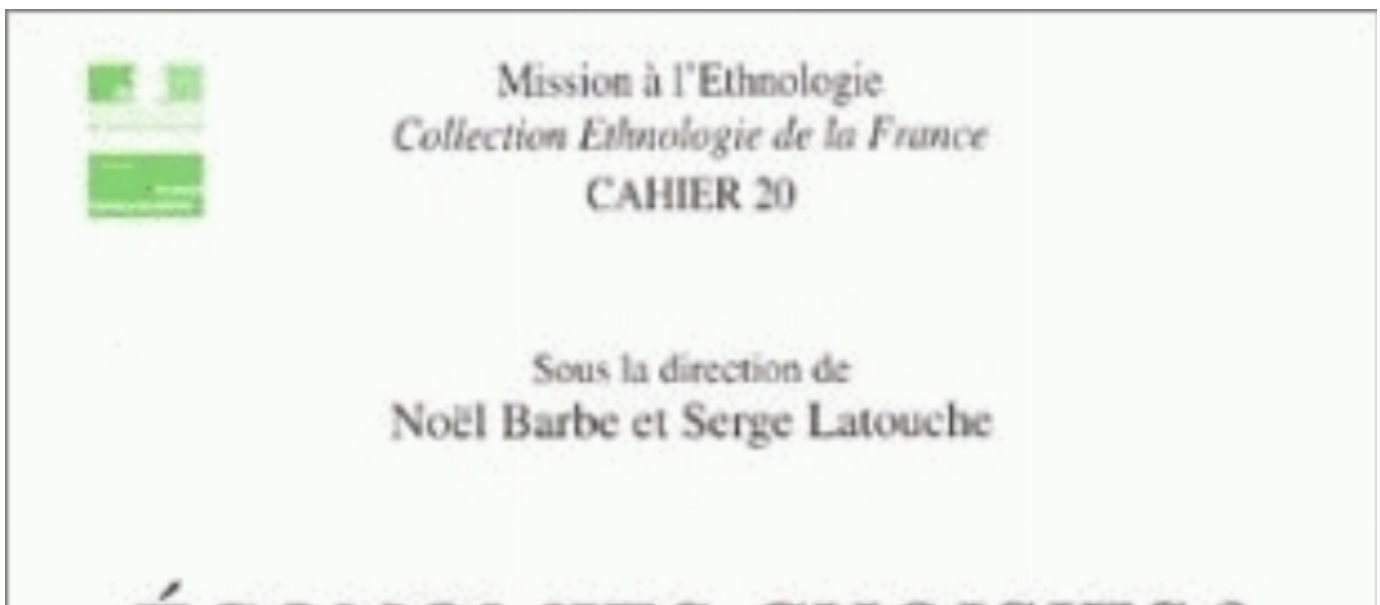 Mission à l'Ethnologie
Collection Ethnologie de la France
CAHIER 20
Sous la direction de
Noël Barbe et Serge Latouche